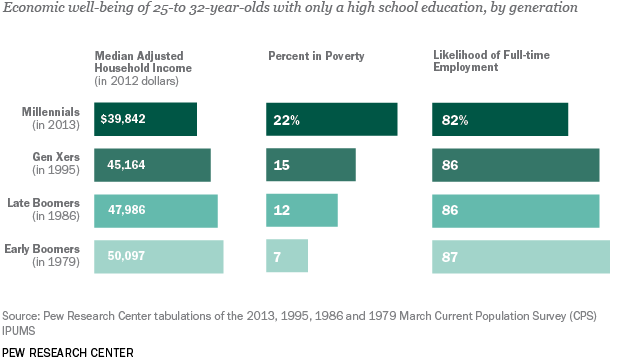 Economic well-being of 25-to 32-year-olds with only a high school education, by generation
Median Adjusted
Household Income
(in 2012 dollars)
Percent in Poverty
Likelihood of Full-time
Employment
Millennials
(in 2013)
$39,842
22%
82%
Gen Xers
(in 1995)
45,164
15
86
Late Boomers
(in 1986)
47,986
12
86
Early Boomers
(in 1979)
50,097
7
87
Source: Pew Research Center tabulations of the 2013, 1995, 1986 and 1979 March Current Population Survey (CPS)
IPUMS
PEW RESEARCH CENTER